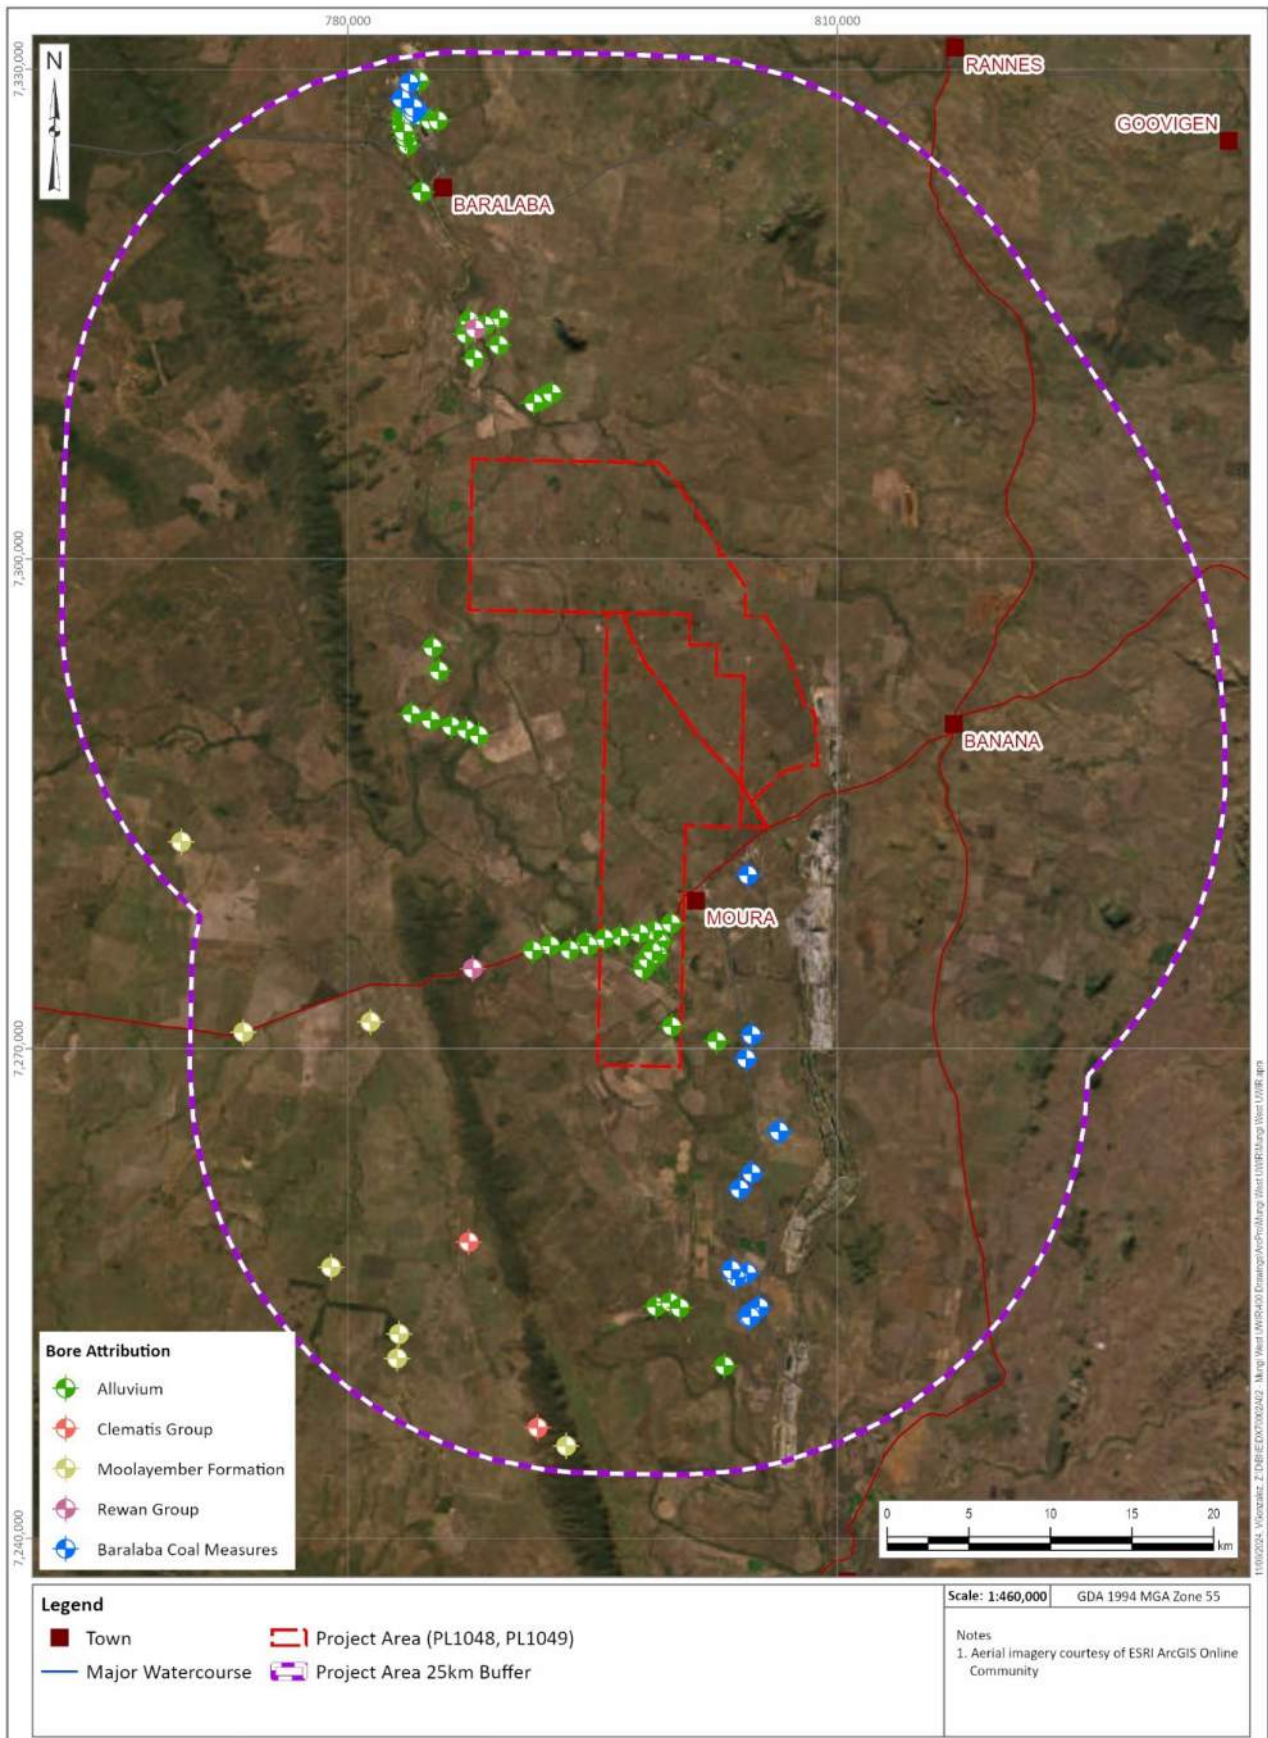 780,000
810,000
7,330,000
N
RANNES
GOOVIGEN
BARALABA
7,300,000
BANANA
MOURA
7,270,000
Bore Attribution
Alluvium
Clematis Group
Moolayember Formation
Rewan Group
Baralaba Coal Measures
7,240,000
0 5 10 15 20
km
Legend
Town
Major Watercourse
Project Area (PL1048, PL1049)
Project Area 25km Buffer
Scale: 1:460,000
GDA 1994 MGA Zone 55
Notes
1. Aerial imagery courtesy of ESRI ArcGIS Online
Community